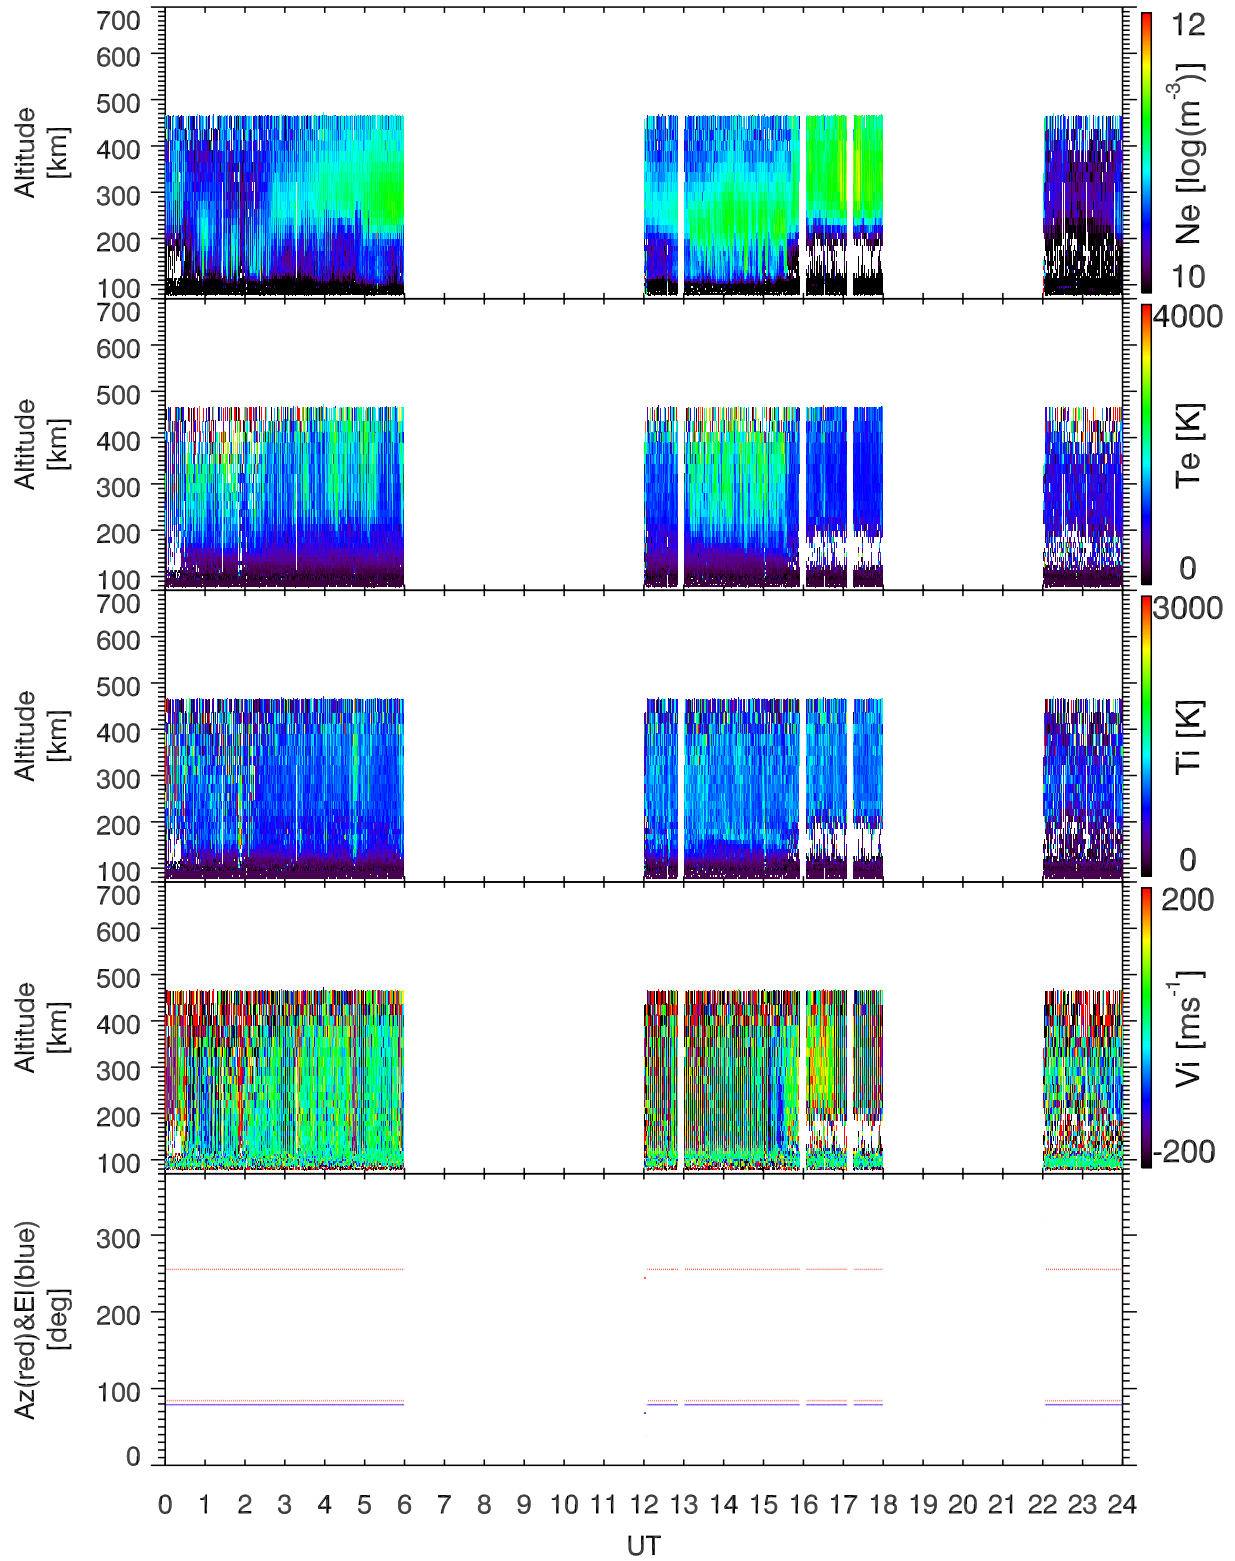 700
600
500
400
300
200
100
Altitude
[km]
12
10
Ne [log(m⁻³)]
700
600
500
400
300
200
100
Altitude
[km]
4000
0
Te [K]
700
600
500
400
300
200
100
Altitude
[km]
3000
0
Ti [K]
700
600
500
400
300
200
100
Altitude
[km]
200
-200
Vi [ms⁻¹]
300
200
100
0
Az(red)&El(blue)
[deg]
0 1 2 3 4 5 6 7 8 9 10 11 12 13 14 15 16 17 18 19 20 21 22 23 24
UT